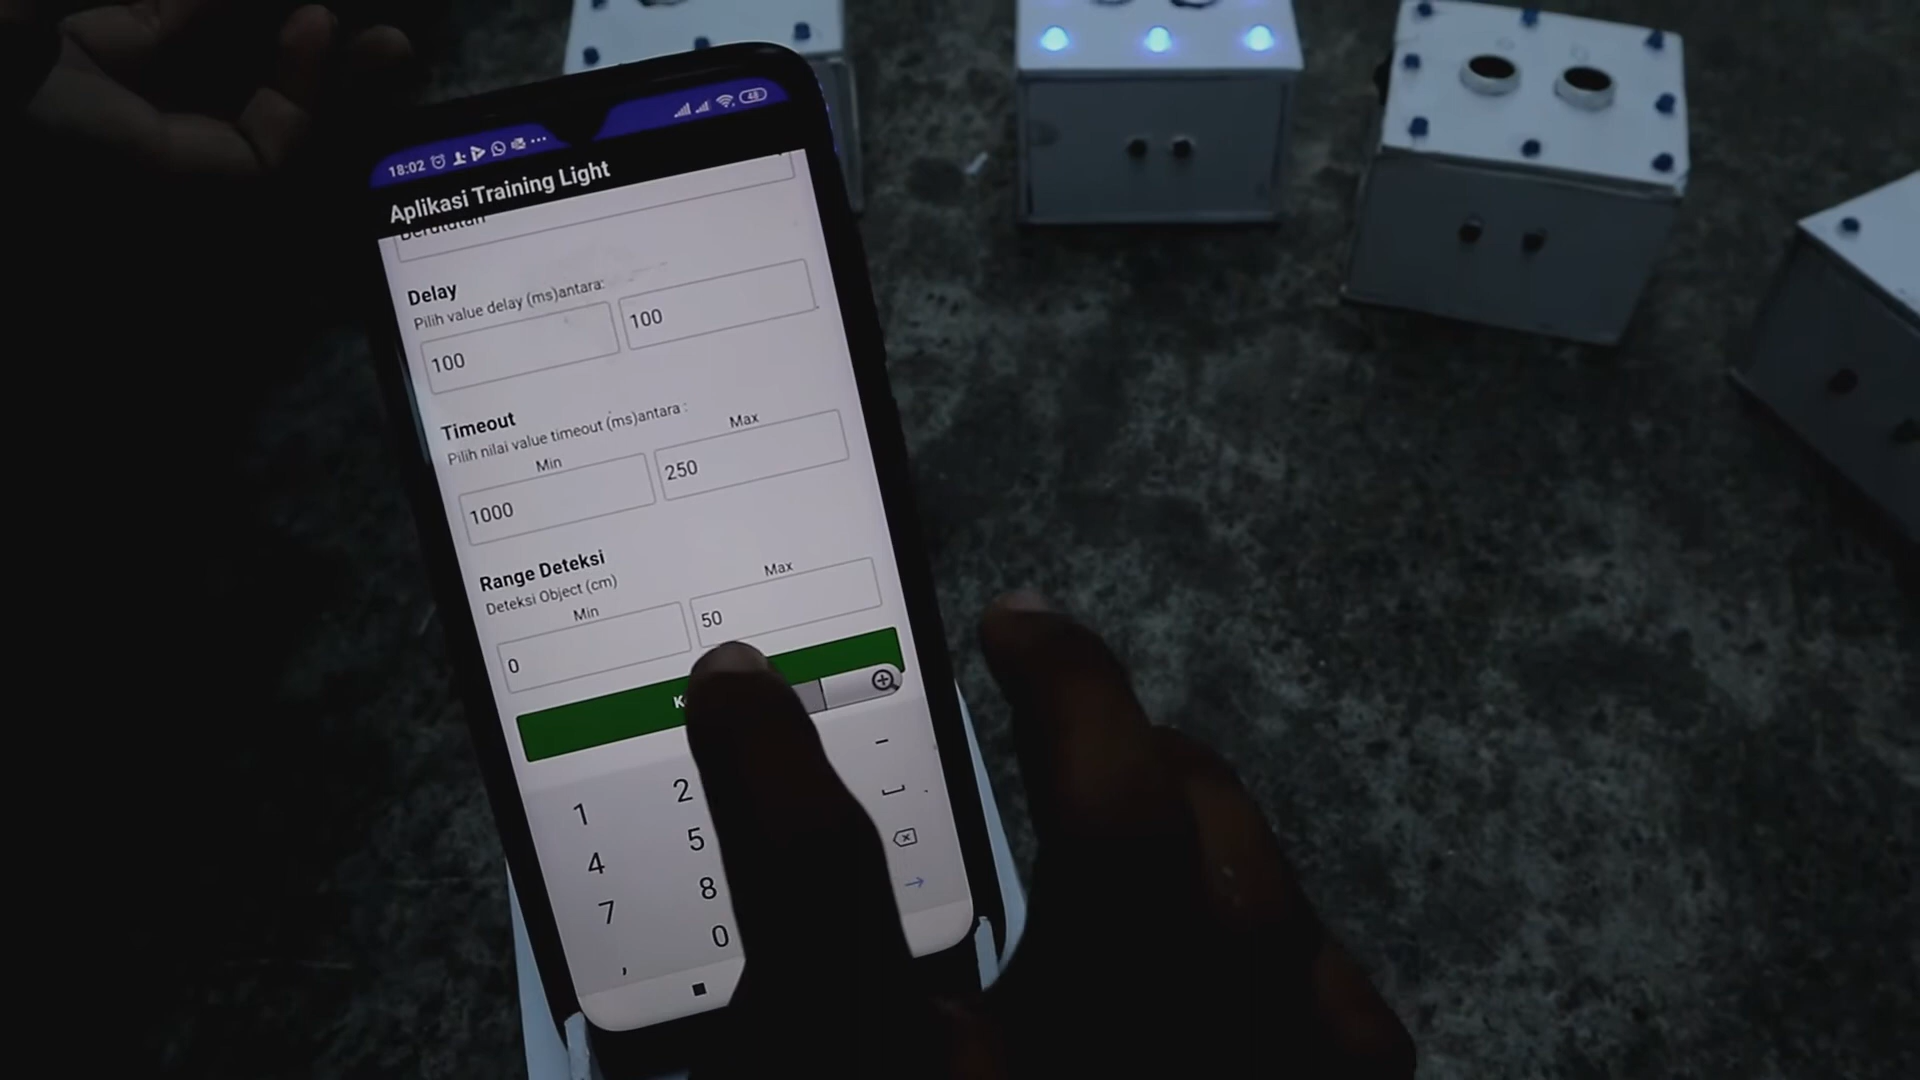 18:02
48
Aplikasi Training Light
Berututan
Delay
Pilih value delay (ms)antara:
100
100
Timeout
Pilih nilai value timeout (ms)antara :
Min
Max
1000
250
Range Deteksi
Deteksi Object (cm)
Min
Max
0
50
1
2
-
4
5
7
8
,
0
.